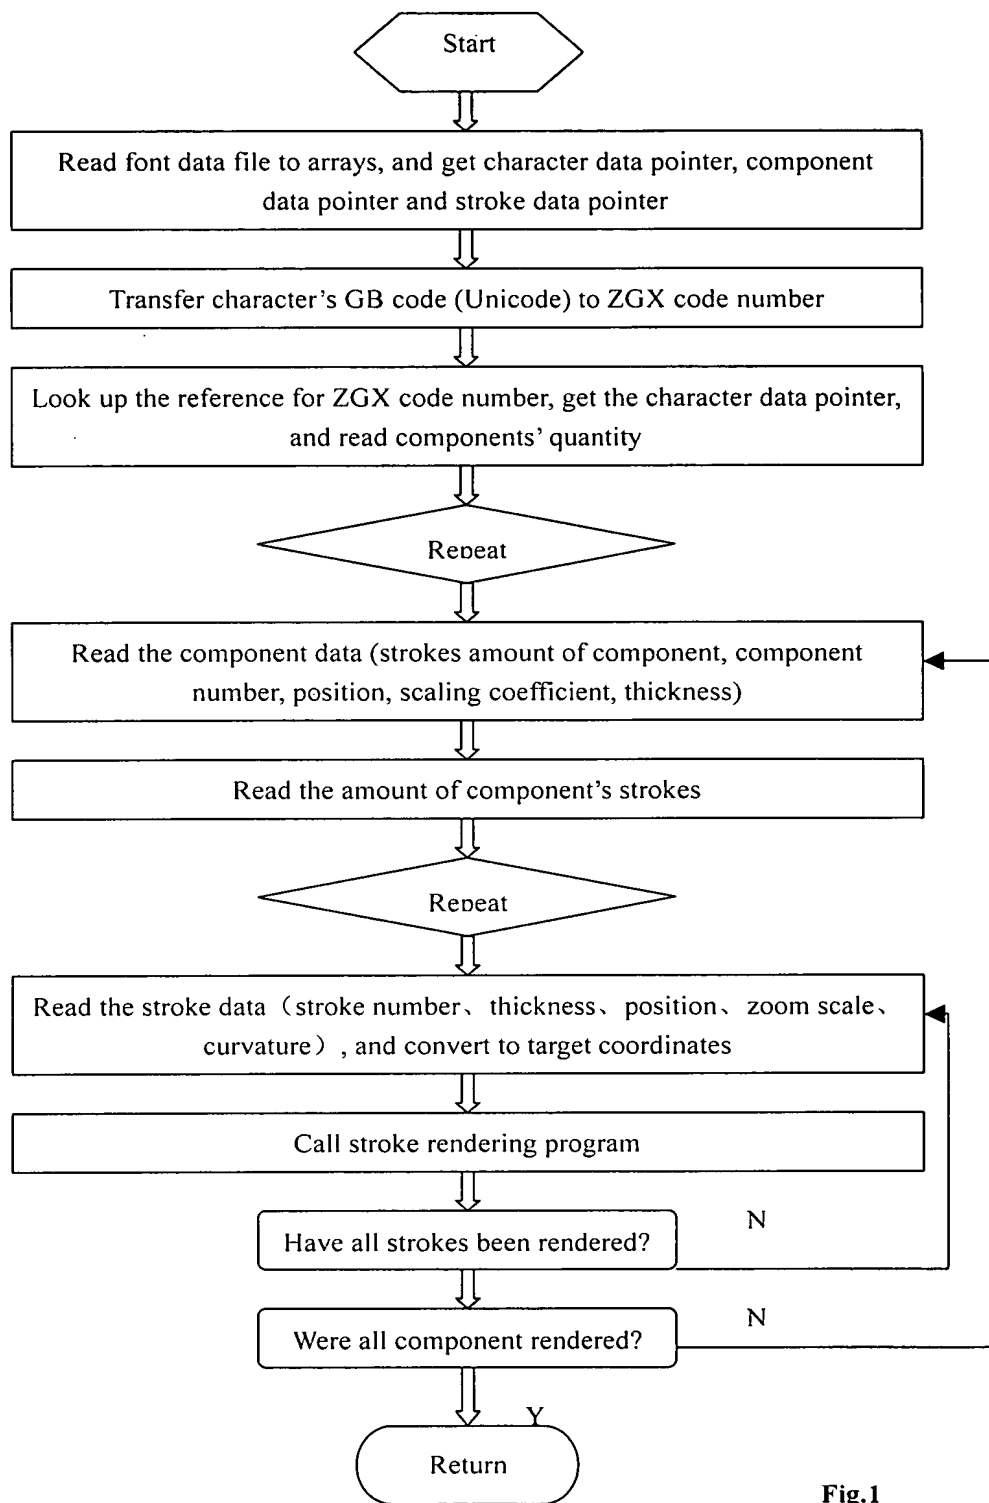 Start
Read font data file to arrays, and get character data pointer, component
data pointer and stroke data pointer
Transfer character's GB code (Unicode) to ZGX code number
Look up the reference for ZGX code number, get the character data pointer,
and read components' quantity
Repeat
Read the component data (strokes amount of component, component
number, position, scaling coefficient, thickness)
Read the amount of component's strokes
Repeat
Read the stroke data（stroke number、thickness、position、zoom scale、
curvature）, and convert to target coordinates
Call stroke rendering program
N
Have all strokes been rendered?
N
Were all component rendered?
Y
Return
Fig.1